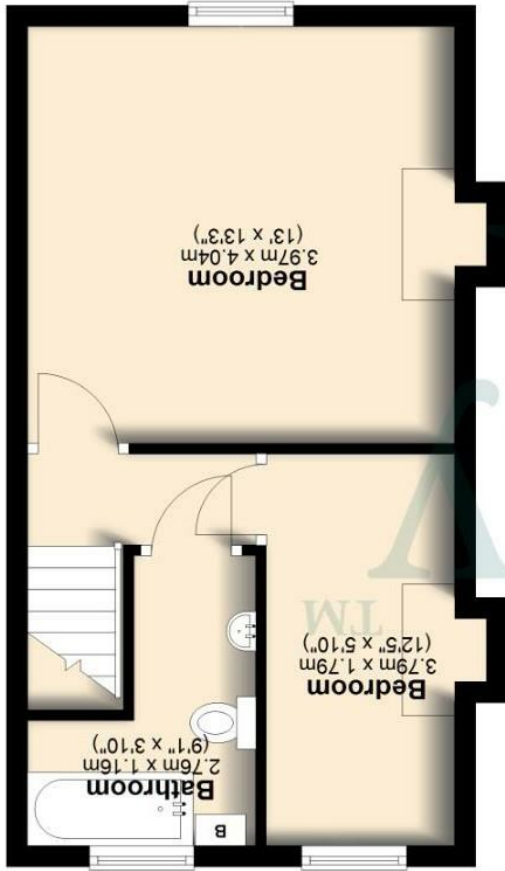 Bathroom
2.76m x 1.16m
(9'1" x 3'10")
B
Bedroom
3.79m x 1.79m
(12'5" x 5'10")
TM
Bedroom
3.97m x 4.04m
(13' x 13'3")